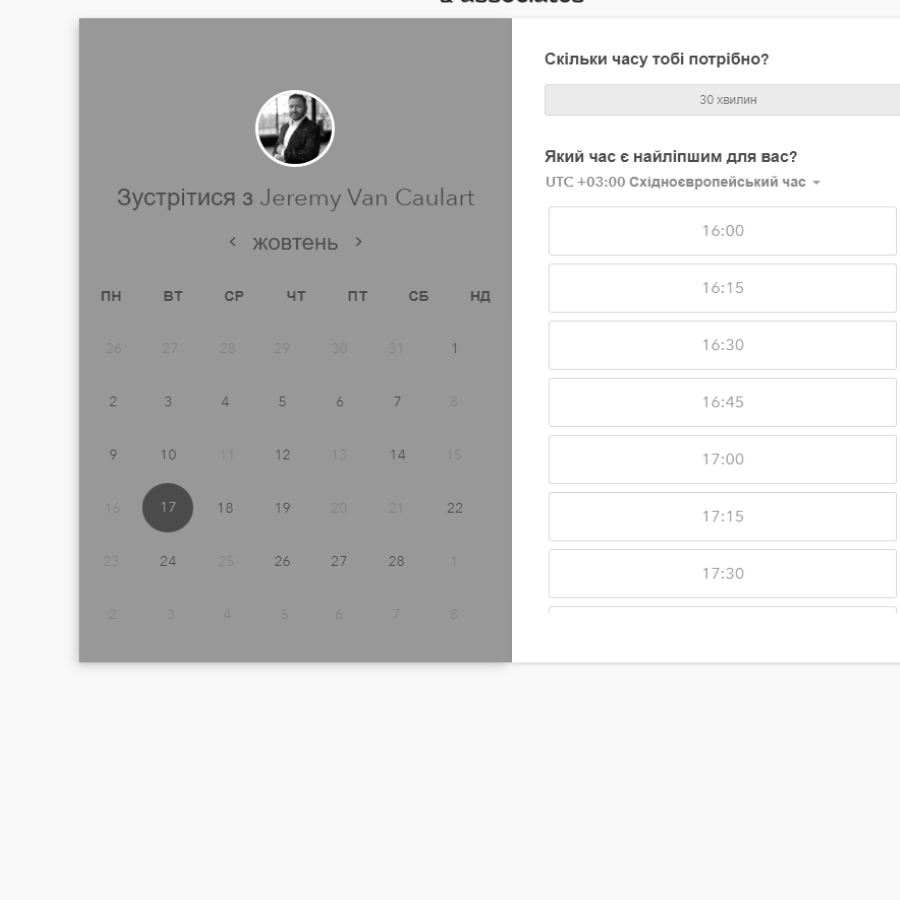 & associates
Зустрітися з Jeremy Van Caulart
жовтень
ПН ВТ СР ЧТ ПТ СБ НД
26 27 28 29 30 31 1
2 3 4 5 6 7 8
9 10 11 12 13 14 15
16 17 18 19 20 21 22
23 24 25 26 27 28 1
2 3 4 5 6 7 8
Скільки часу тобі потрібно?
30 хвилин
Який час є найліпшим для вас?
UTC +03:00 Східноєвропейський час
16:00
16:15
16:30
16:45
17:00
17:15
17:30